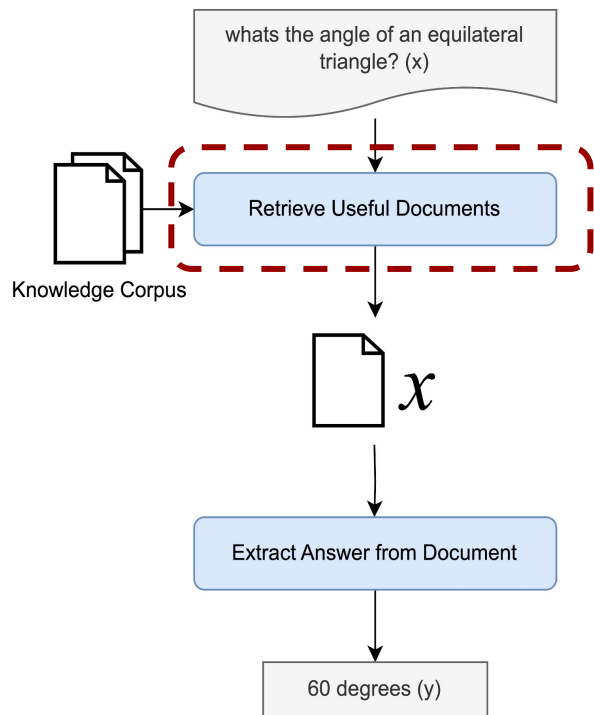 whats the angle of an equilateral
triangle? (x)
Retrieve Useful Documents
Knowledge Corpus
x
Extract Answer from Document
60 degrees (y)